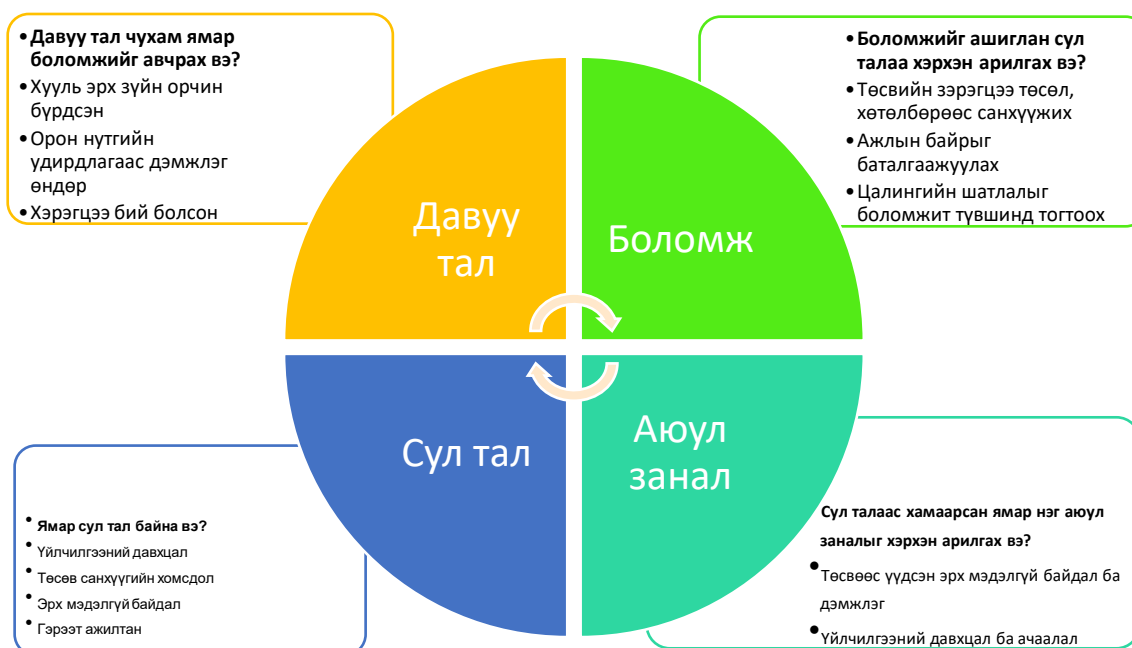 • Давуу тал чухам ямар
боломжийг авчрах вэ?
• Хууль эрх зүйн орчин
бүрдсэн
• Орон нутгийн
удирдлагаас дэмжлэг
өндөр
• Хэрэгцээ бий болсон
• Боломжийг ашиглан сул
талаа хэрхэн арилгах вэ?
• Төсвийн зэрэгцээ төсөл,
хөтөлбөрөөс санхүүжих
• Ажлын байрыг
баталгаажуулах
• Цалингийн шатлалыг
боломжит түвшинд тогтоох
Давуу
тал
Боломж
Сул тал
Аюул
занал
• Ямар сул тал байна вэ?
• Үйлчилгээний давхцал
• Төсөв санхүүгийн хомсдол
• Эрх мэдэлгүй байдал
• Гэрээт ажилтан
Сул талаас хамаарсан ямар нэг аюул
заналыг хэрхэн арилгах вэ?
• Төсвөөс үүдсэн эрх мэдэлгүй байдал ба
дэмжлэг
• Үйлчилгээний давхцал ба ачаалал